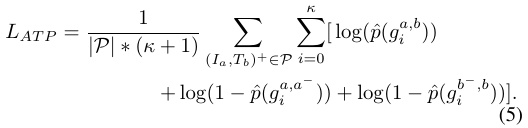 L_{ATP} = \frac{1}{|\mathcal{P}| * (\kappa + 1)} \sum_{(I_a, T_b)^+ \in \mathcal{P}} \sum_{i=0}^{\kappa} [ \log(\hat{p}(g_i^{a,b}))
+ \log(1 - \hat{p}(g_i^{a,a^-})) + \log(1 - \hat{p}(g_i^{b^-,b}))].
(5)